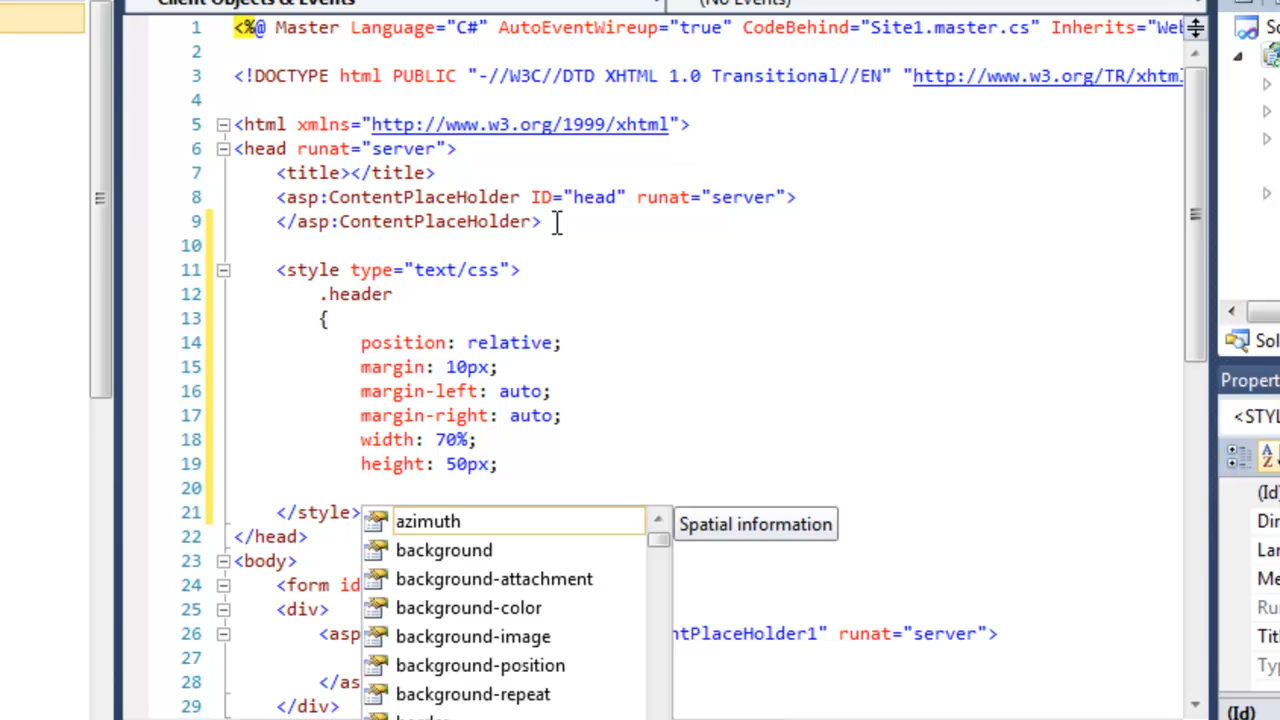 Client Objects & Events
(No Events)
1 <%@ Master Language="C#" AutoEventWireup="true" CodeBehind="Site1.master.cs" Inherits="Web
2
3 <!DOCTYPE html PUBLIC "-//W3C//DTD XHTML 1.0 Transitional//EN" "http://www.w3.org/TR/xhtml
4
5 <html xmlns="http://www.w3.org/1999/xhtml">
6 <head runat="server">
7 <title></title>
8 <asp:ContentPlaceHolder ID="head" runat="server">
9 </asp:ContentPlaceHolder>
10
11 <style type="text/css">
12 .header
13 {
14 position: relative;
15 margin: 10px;
16 margin-left: auto;
17 margin-right: auto;
18 width: 70%;
19 height: 50px;
20
21 </style>
azimuth
Spatial information
22 </head>
background
23 <body>
background-attachment
24 <form id
25 <div>
background-color
26 <asp
ntPlaceHolder1" runat="server">
background-image
27
background-position
28 </as
background-repeat
29 </div>
So
Sol
Propert
<STYL
(Id)
Dir
Lan
Me
Ru
Titl
Typ
(Id)